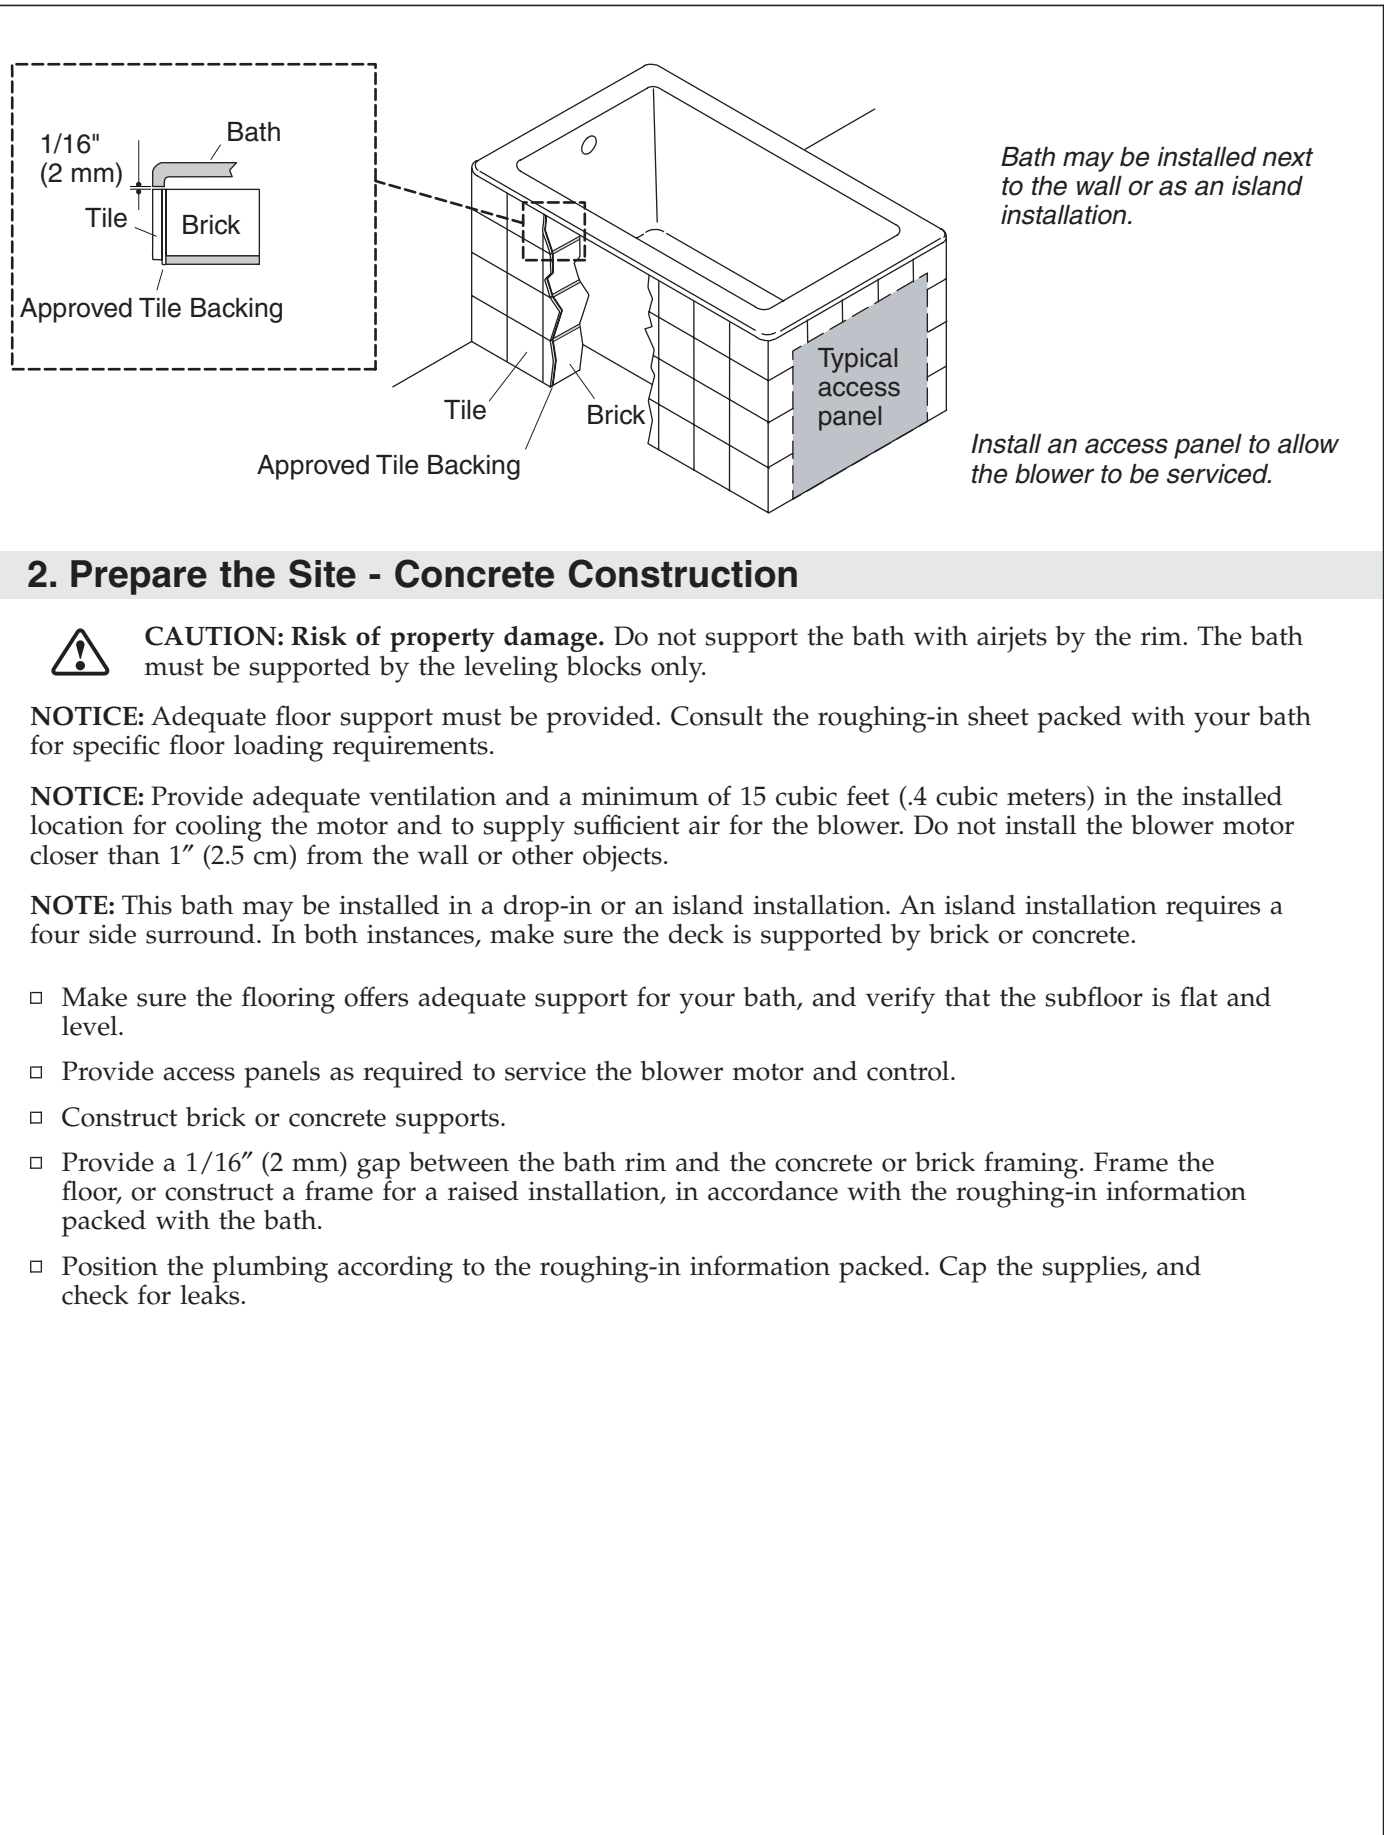 1/16"
(2 mm)
Bath
Tile
Brick
Approved Tile Backing
Bath may be installed next
to the wall or as an island
installation.
Typical
access
panel
Tile
Brick
Approved Tile Backing
Install an access panel to allow
the blower to be serviced.
2. Prepare the Site - Concrete Construction
CAUTION: Risk of property damage. Do not support the bath with airjets by the rim. The bath
must be supported by the leveling blocks only.
NOTICE: Adequate floor support must be provided. Consult the roughing-in sheet packed with your bath
for specific floor loading requirements.
NOTICE: Provide adequate ventilation and a minimum of 15 cubic feet (.4 cubic meters) in the installed
location for cooling the motor and to supply sufficient air for the blower. Do not install the blower motor
closer than 1″ (2.5 cm) from the wall or other objects.
NOTE: This bath may be installed in a drop-in or an island installation. An island installation requires a
four side surround. In both instances, make sure the deck is supported by brick or concrete.
□ Make sure the flooring offers adequate support for your bath, and verify that the subfloor is flat and
level.
□ Provide access panels as required to service the blower motor and control.
□ Construct brick or concrete supports.
□ Provide a 1/16″ (2 mm) gap between the bath rim and the concrete or brick framing. Frame the
floor, or construct a frame for a raised installation, in accordance with the roughing-in information
packed with the bath.
□ Position the plumbing according to the roughing-in information packed. Cap the supplies, and
check for leaks.